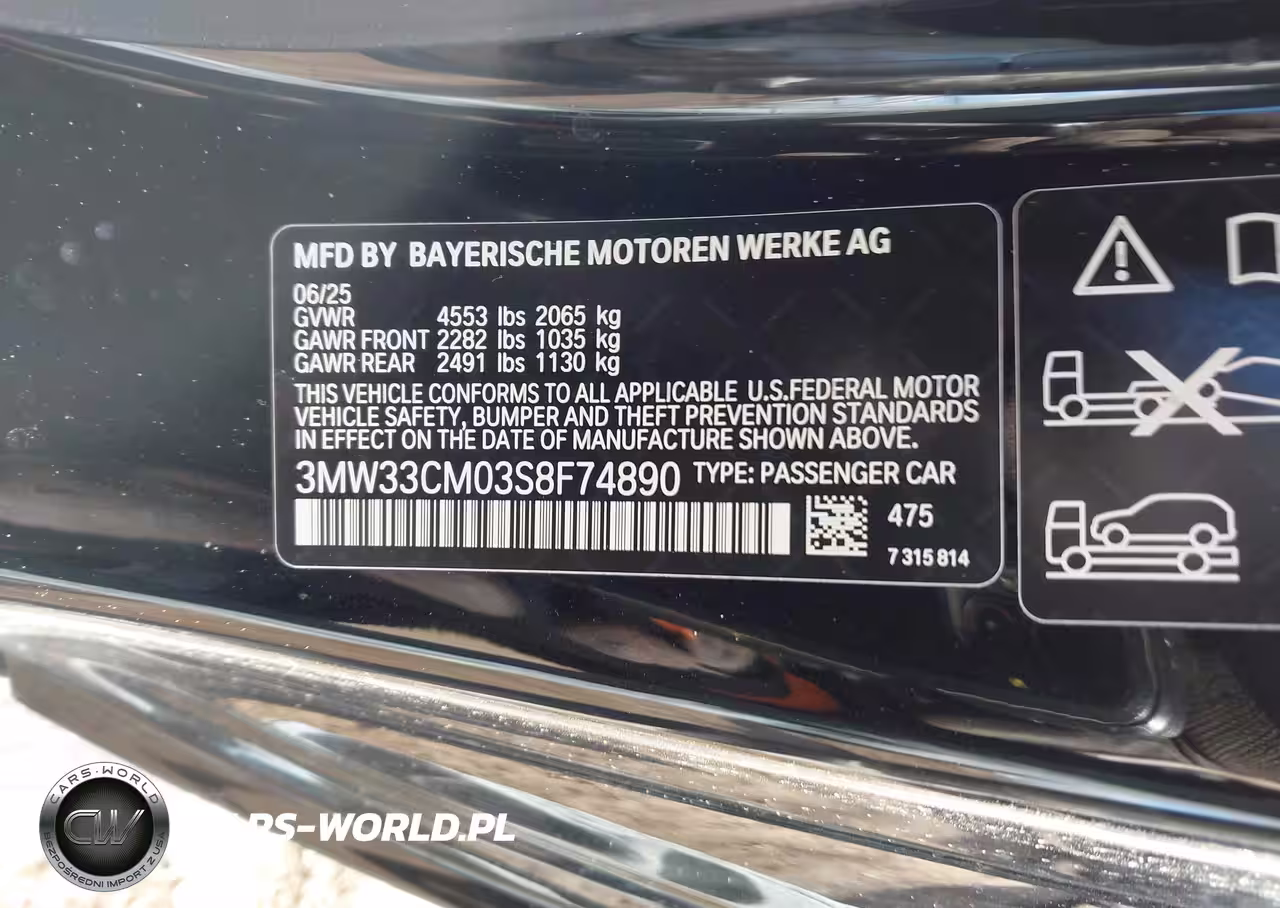 MFD BY BAYERISCHE MOTOREN WERKE AG
06/25
GVWR 4553 lbs 2065 kg
GAWR FRONT 2282 lbs 1035 kg
GAWR REAR 2491 lbs 1130 kg
THIS VEHICLE CONFORMS TO ALL APPLICABLE U.S.FEDERAL MOTOR
VEHICLE SAFETY, BUMPER AND THEFT PREVENTION STANDARDS
IN EFFECT ON THE DATE OF MANUFACTURE SHOWN ABOVE.
3MW33CM03S8F74890 TYPE: PASSENGER CAR
475
7 315 814
CARS-WORLD
CW
BEZPOŚREDNI IMPORT Z USA
RS-WORLD.PL